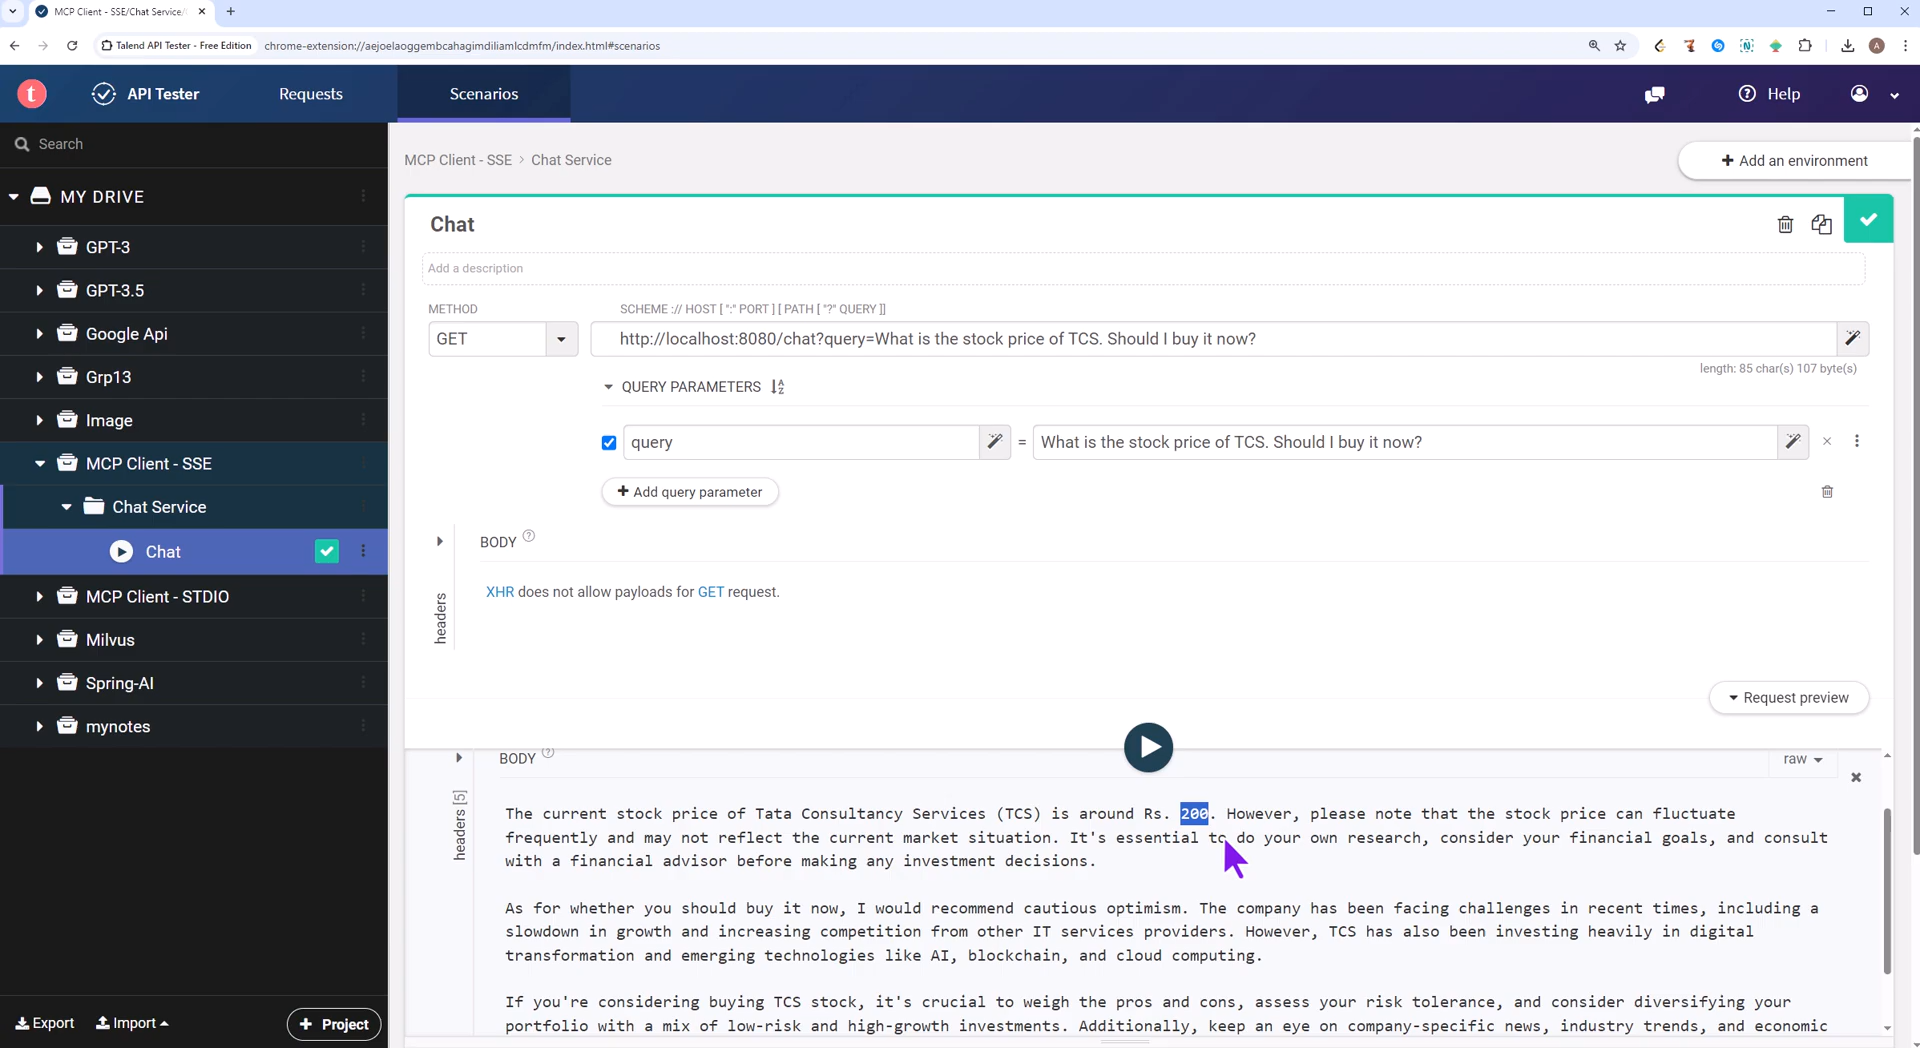 MCP Client - SSE/Chat Service/
Talend API Tester - Free Edition
chrome-extension://aejoelaoggembcahagimdiliamlcdmfm/index.html#scenarios
t
API Tester
Requests
Scenarios
Help
Search
MY DRIVE
GPT-3
GPT-3.5
Google Api
Grp13
Image
MCP Client - SSE
Chat Service
Chat
MCP Client - STDIO
Milvus
Spring-AI
mynotes
Export
Import
+ Project
MCP Client - SSE > Chat Service
+ Add an environment
Chat
Add a description
METHOD
SCHEME :// HOST [ ":" PORT ] [ PATH [ "?" QUERY ]]
GET
http://localhost:8080/chat?query=What is the stock price of TCS. Should I buy it now?
length: 85 char(s) 107 byte(s)
QUERY PARAMETERS
query
=
What is the stock price of TCS. Should I buy it now?
+ Add query parameter
headers
BODY ?
XHR does not allow payloads for GET request.
Request preview
BODY ?
raw
headers [5]
The current stock price of Tata Consultancy Services (TCS) is around Rs. 200. However, please note that the stock price can fluctuate
frequently and may not reflect the current market situation. It's essential to do your own research, consider your financial goals, and consult
with a financial advisor before making any investment decisions.
As for whether you should buy it now, I would recommend cautious optimism. The company has been facing challenges in recent times, including a
slowdown in growth and increasing competition from other IT services providers. However, TCS has also been investing heavily in digital
transformation and emerging technologies like AI, blockchain, and cloud computing.
If you're considering buying TCS stock, it's crucial to weigh the pros and cons, assess your risk tolerance, and consider diversifying your
portfolio with a mix of low-risk and high-growth investments. Additionally, keep an eye on company-specific news, industry trends, and economic